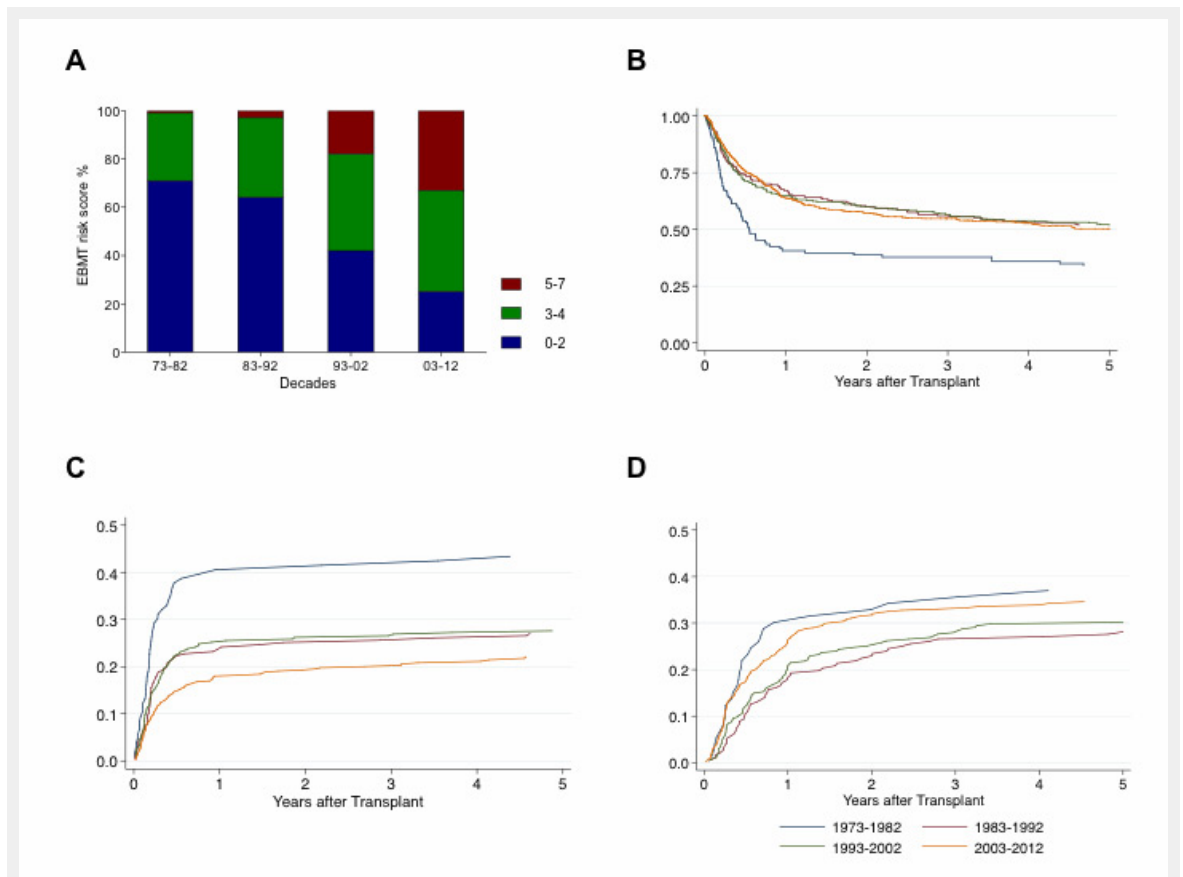 A
EBMT risk score %
100
80
60
40
20
0
73-82
83-92
93-02
03-12
Decades
5-7
3-4
0-2
B
1.00
0.75
0.50
0.25
0.00
0 1 2 3 4 5
Years after Transplant
C
0.5
0.4
0.3
0.2
0.1
0.0
0 1 2 3 4 5
Years after Transplant
D
0.5
0.4
0.3
0.2
0.1
0.0
0 1 2 3 4 5
Years after Transplant
1973-1982 1983-1992
1993-2002 2003-2012